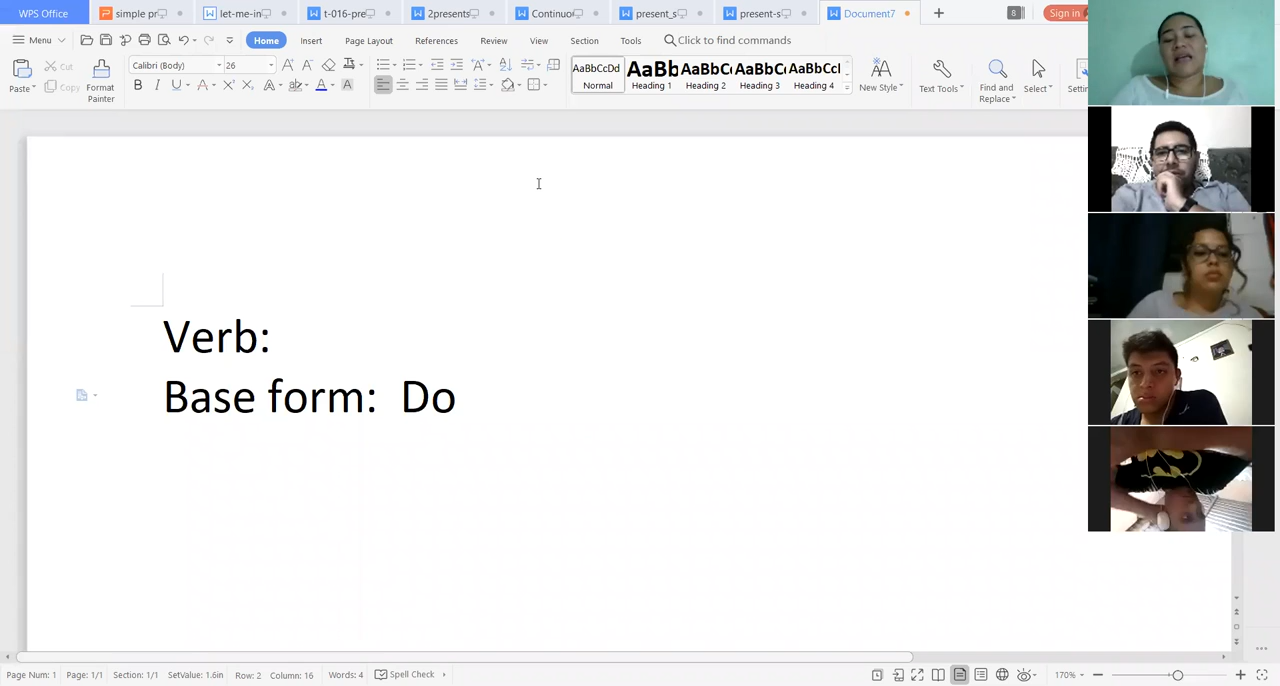 WPS Office
simple pr
let-me-in
t-016-pre
2presents
Continuo
present_s
present-s
Document7
8
Sign in
Menu
Home
Insert
Page Layout
References
Review
View
Section
Tools
Click to find commands
Paste
Cut
Copy
Format
Painter
Calibri (Body)
26
AaBbCcDd
Normal
AaBb
Heading 1
AaBbC
Heading 2
AaBbC
Heading 3
AaBbCcI
Heading 4
New Style
Text Tools
Find and
Replace
Select
Verb:
Base form: Do
Page Num: 1
Page: 1/1
Section: 1/1
SetValue: 1.6in
Row: 2
Column: 16
Words: 4
Spell Check
170%